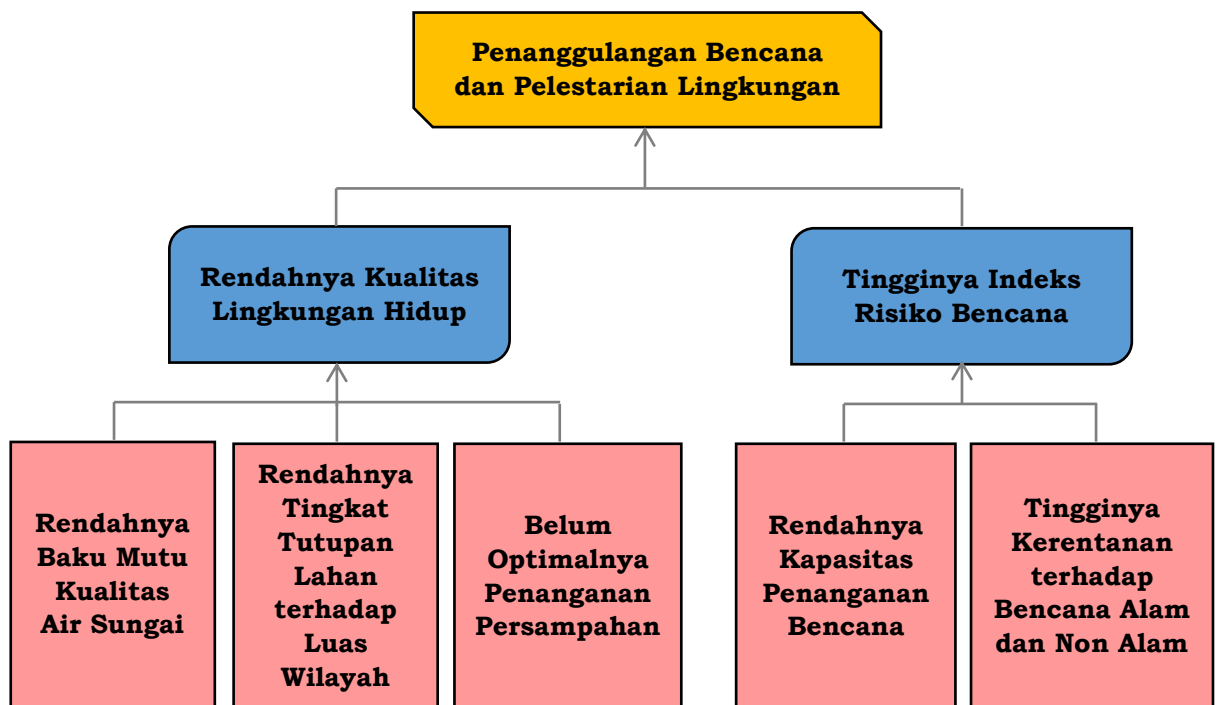 Penanggulangan Bencana
dan Pelestarian Lingkungan
Rendahnya Kualitas
Lingkungan Hidup
Tingginya Indeks
Risiko Bencana
Rendahnya
Baku Mutu
Kualitas
Air Sungai
Rendahnya
Tingkat
Tutupan
Lahan
terhadap
Luas
Wilayah
Belum
Optimalnya
Penanganan
Persampahan
Rendahnya
Kapasitas
Penanganan
Bencana
Tingginya
Kerentanan
terhadap
Bencana Alam
dan Non Alam